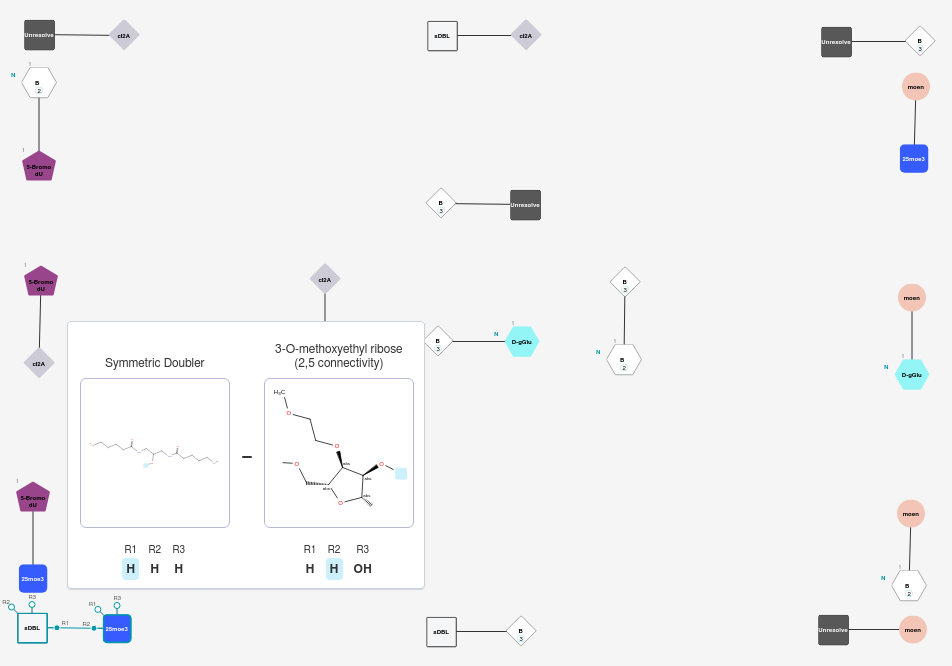 Unresolve
cl2A
sDBL
cl2A
Unresolve
B
3
1
N
B
2
moen
1
5-Bromo
dU
25moe3
B
3
Unresolve
1
5-Bromo
dU
cl2A
B
3
moen
cl2A
B
3
1
N
D-gGlu
1
N
B
2
1
N
D-gGlu
Symmetric Doubler
3-O-methoxyethyl ribose
(2,5 connectivity)
H₃C
O
O
O
O
O
abs
abs
abs
abs
R1 R2 R3
H H H
R1 R2 R3
H H OH
1
5-Bromo
dU
25moe3
moen
1
N
B
2
R2
R3
sDBL
R1
R2
R1
R3
25moe3
sDBL
B
3
Unresolve
moen